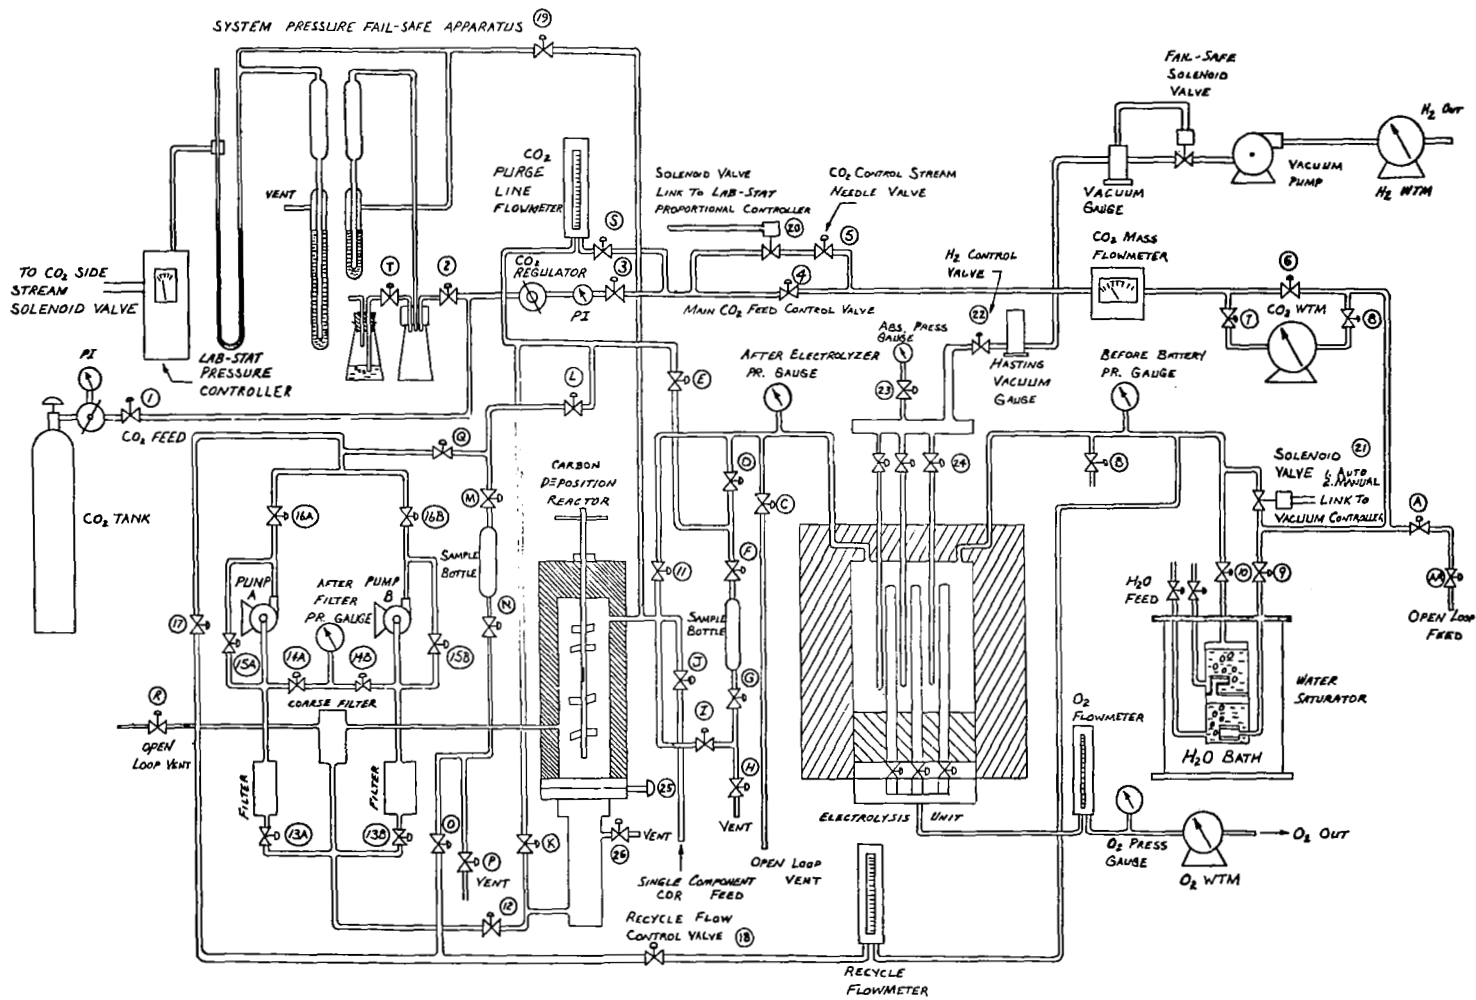 SYSTEM PRESSURE FAIL-SAFE APPARATUS
19
FAIL-SAFE
SOLENOID
VALVE
H2 OUT
CO2
PURGE
LINE
FLOWMETER
SOLENOID VALVE
LINK TO LAB-STAT
PROPORTIONAL CONTROLLER
CO2 CONTROL STREAM
NEEDLE VALVE
VACUUM
PUMP
H2 WTM
VENT
VACUUM
GAUGE
S
20
5
CO2 MASS
FLOWMETER
H2 CONTROL
VALVE
6
TO CO2 SIDE
STREAM
SOLENOID VALVE
T
2
CO2
REGULATOR
3
4
PI
MAIN CO2 FEED CONTROL VALVE
22
CO2 WTM
7
8
ABS. PRESS
GAUGE
PI
LAB-STAT
PRESSURE
CONTROLLER
L
E
AFTER ELECTROLYZER
PR. GAUGE
23
HASTING
VACUUM
GAUGE
BEFORE BATTERY
PR. GAUGE
1
CO2 FEED
Q
CARBON
DEPOSITION
REACTOR
D
24
B
SOLENOID
VALVE
21
1. AUTO
2. MANUAL
LINK TO
VACUUM CONTROLLER
A
CO2 TANK
16A
16B
M
C
SAMPLE
BOTTLE
F
PUMP
A
AFTER
FILTER
PR. GAUGE
PUMP
B
11
H2O
FEED
10
9
AA
OPEN LOOP
FEED
17
N
SAMPLE
BOTTLE
15A
14A
14B
15B
J
G
R
COARSE FILTER
I
O2
FLOWMETER
WATER
SATURATOR
OPEN
LOOP VENT
H2O BATH
FILTER
FILTER
H
25
VENT
ELECTROLYSIS UNIT
13A
13B
O
K
VENT
26
P
VENT
OPEN LOOP
VENT
O2 PRESS
GAUGE
O2 OUT
O2 WTM
SINGLE COMPONENT
CDR FEED
12
RECYCLE FLOW
CONTROL VALVE 18
RECYCLE
FLOWMETER